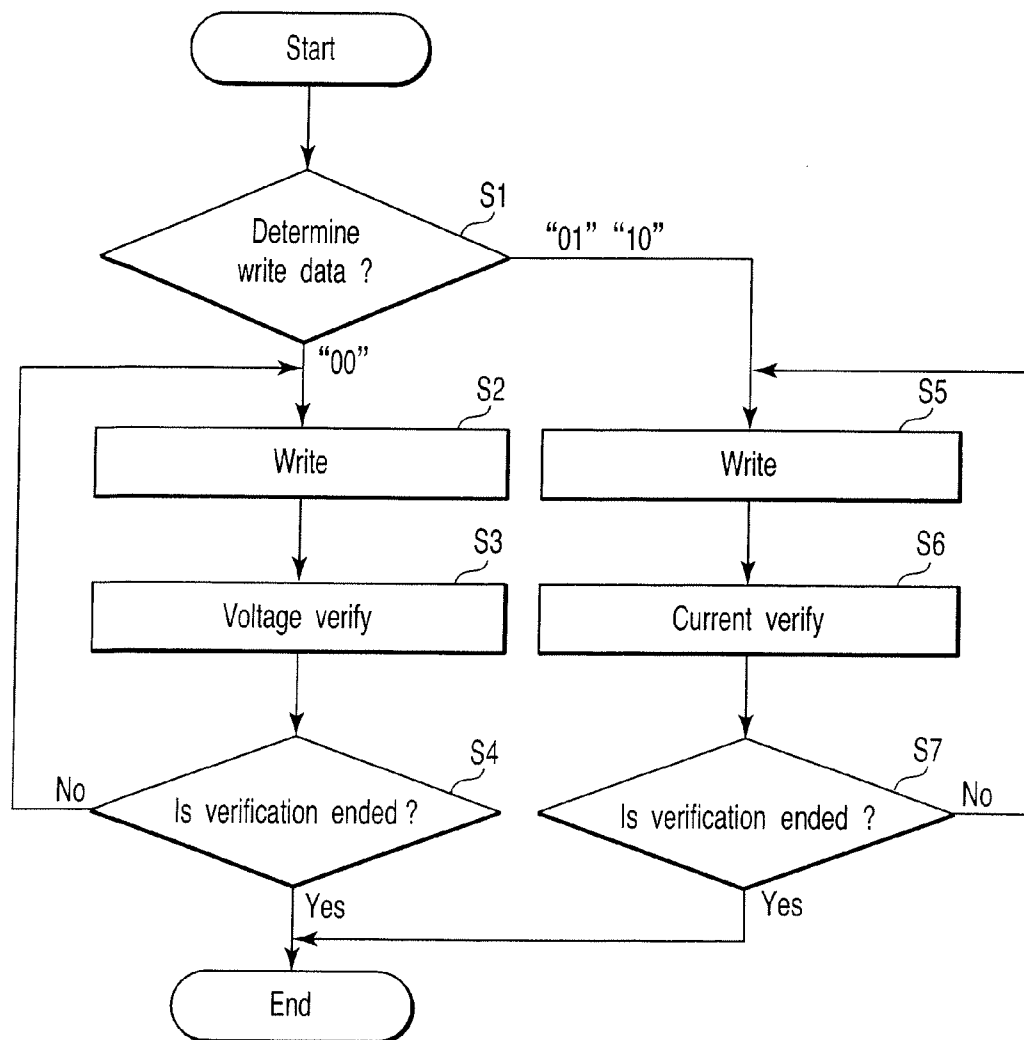 Start
S1
Determine
write data ?
“01” “10”
“00”
S2
Write
S5
Write
S3
Voltage verify
S6
Current verify
S4
Is verification ended ?
No
Yes
S7
Is verification ended ?
No
Yes
End